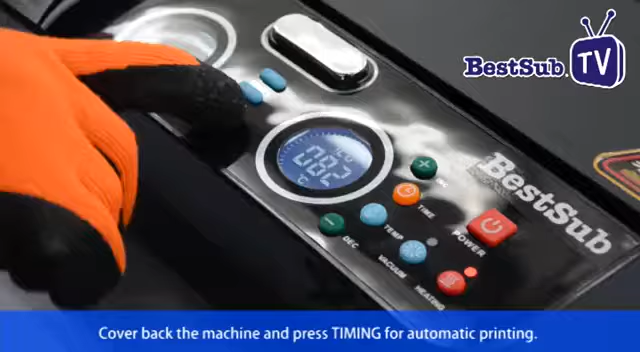 BestSub TV
BestSub
INC
TIME
TEMP
DEC
POWER
VACUUM
HEATING
Cover back the machine and press TIMING for automatic printing.